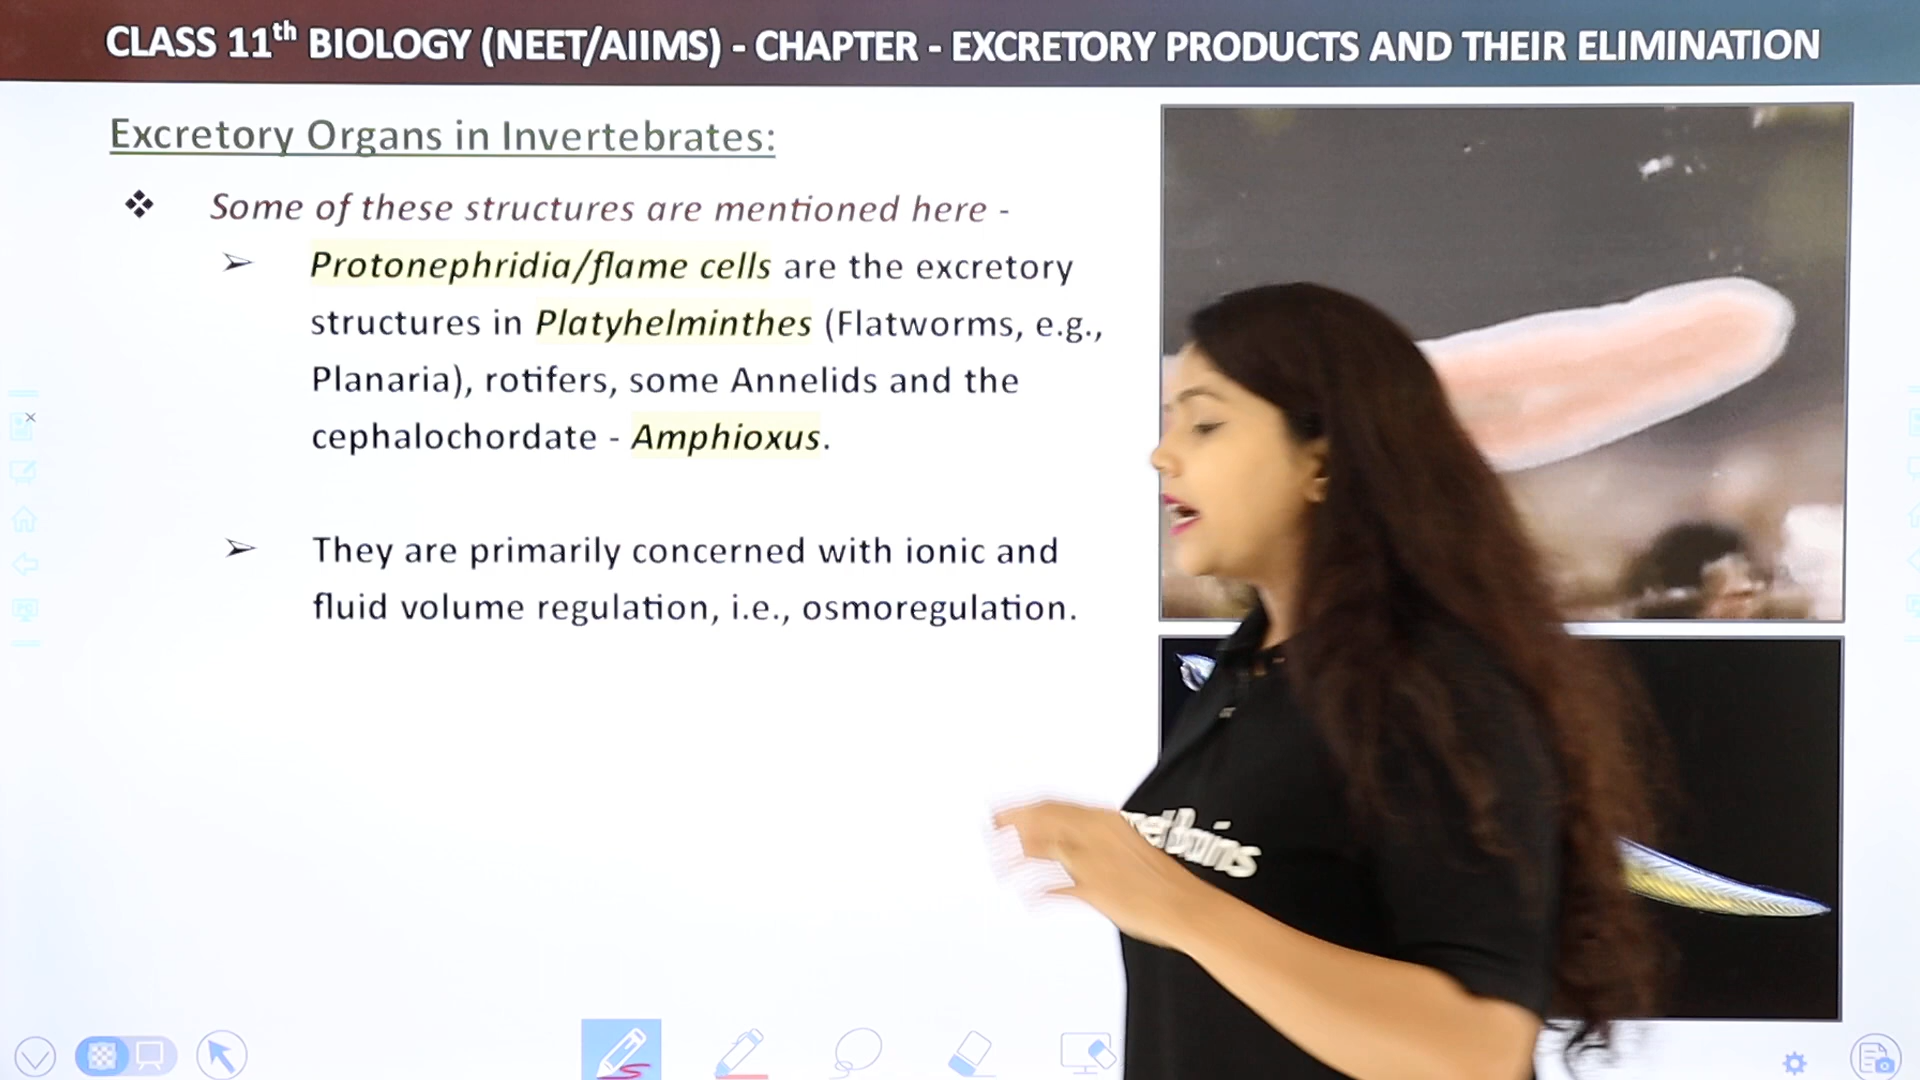 CLASS 11th BIOLOGY (NEET/AIIMS) - CHAPTER - EXCRETORY PRODUCTS AND THEIR ELIMINATION
Excretory Organs in Invertebrates:
❖ Some of these structures are mentioned here -
➢ Protonephridia/flame cells are the excretory
structures in Platyhelminthes (Flatworms, e.g.,
Planaria), rotifers, some Annelids and the
cephalochordate - Amphioxus.
➢ They are primarily concerned with ionic and
fluid volume regulation, i.e., osmoregulation.